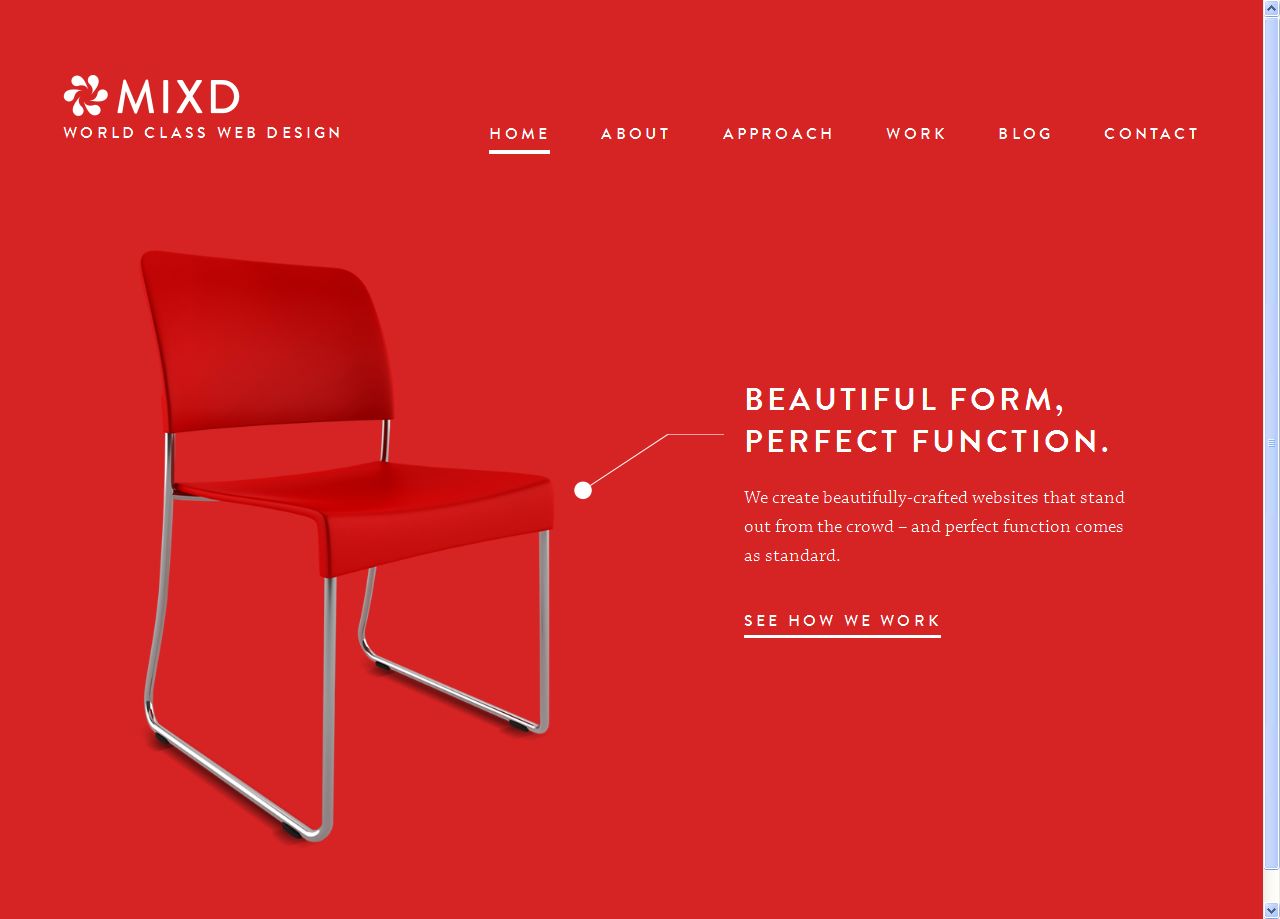 MIXD
WORLD CLASS WEB DESIGN
HOME ABOUT APPROACH WORK BLOG CONTACT
BEAUTIFUL FORM,
PERFECT FUNCTION.
We create beautifully-crafted websites that stand
out from the crowd – and perfect function comes
as standard.
SEE HOW WE WORK